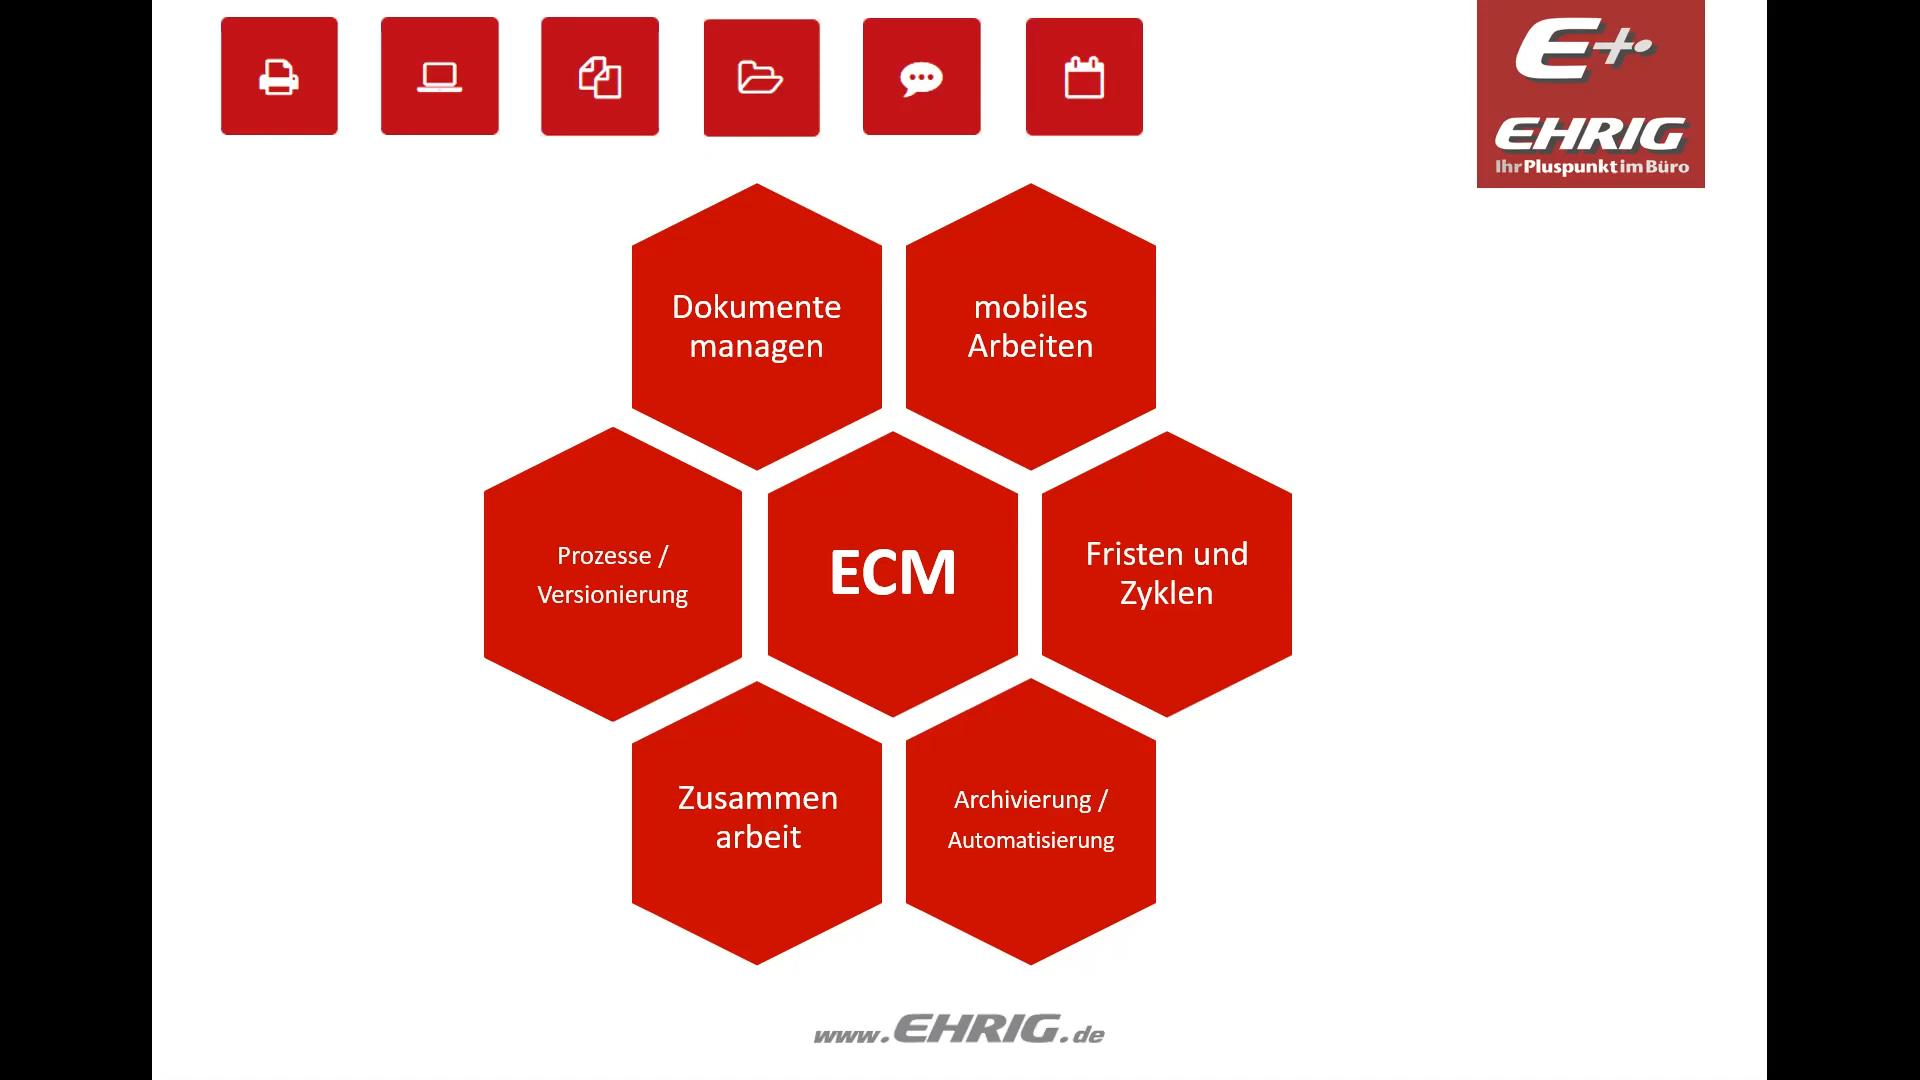 E+
EHRIG
Ihr Pluspunkt im Büro
Dokumente
managen
mobiles
Arbeiten
Prozesse /
Versionierung
ECM
Fristen und
Zyklen
Zusammen
arbeit
Archivierung /
Automatisierung
www.EHRIG.de